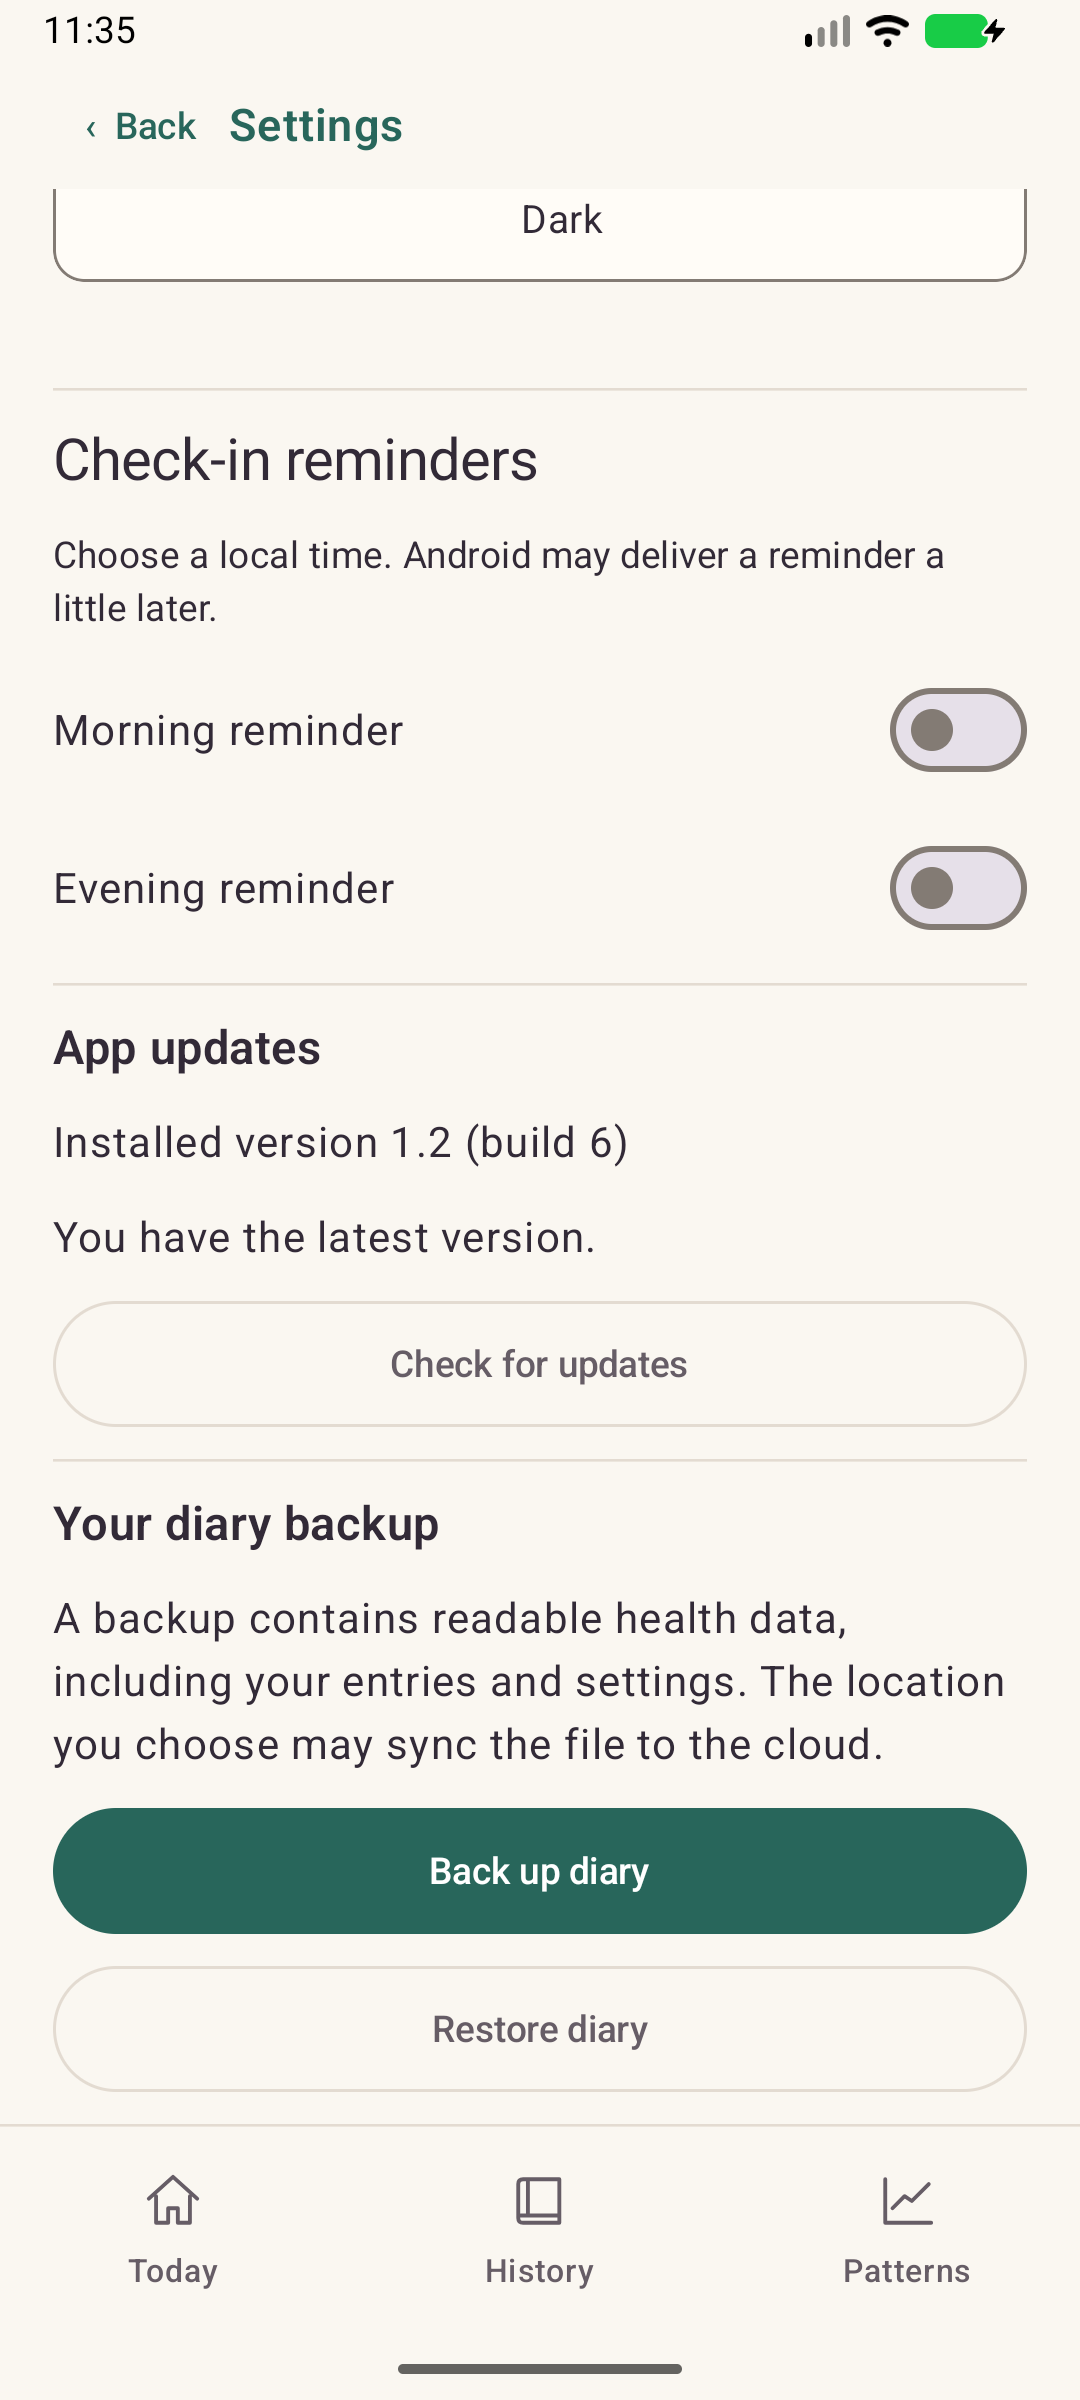 11:35
‹ Back Settings
Dark
Check-in reminders
Choose a local time. Android may deliver a reminder a
little later.
Morning reminder
Evening reminder
App updates
Installed version 1.2 (build 6)
You have the latest version.
Check for updates
Your diary backup
A backup contains readable health data,
including your entries and settings. The location
you choose may sync the file to the cloud.
Back up diary
Restore diary
Today History Patterns